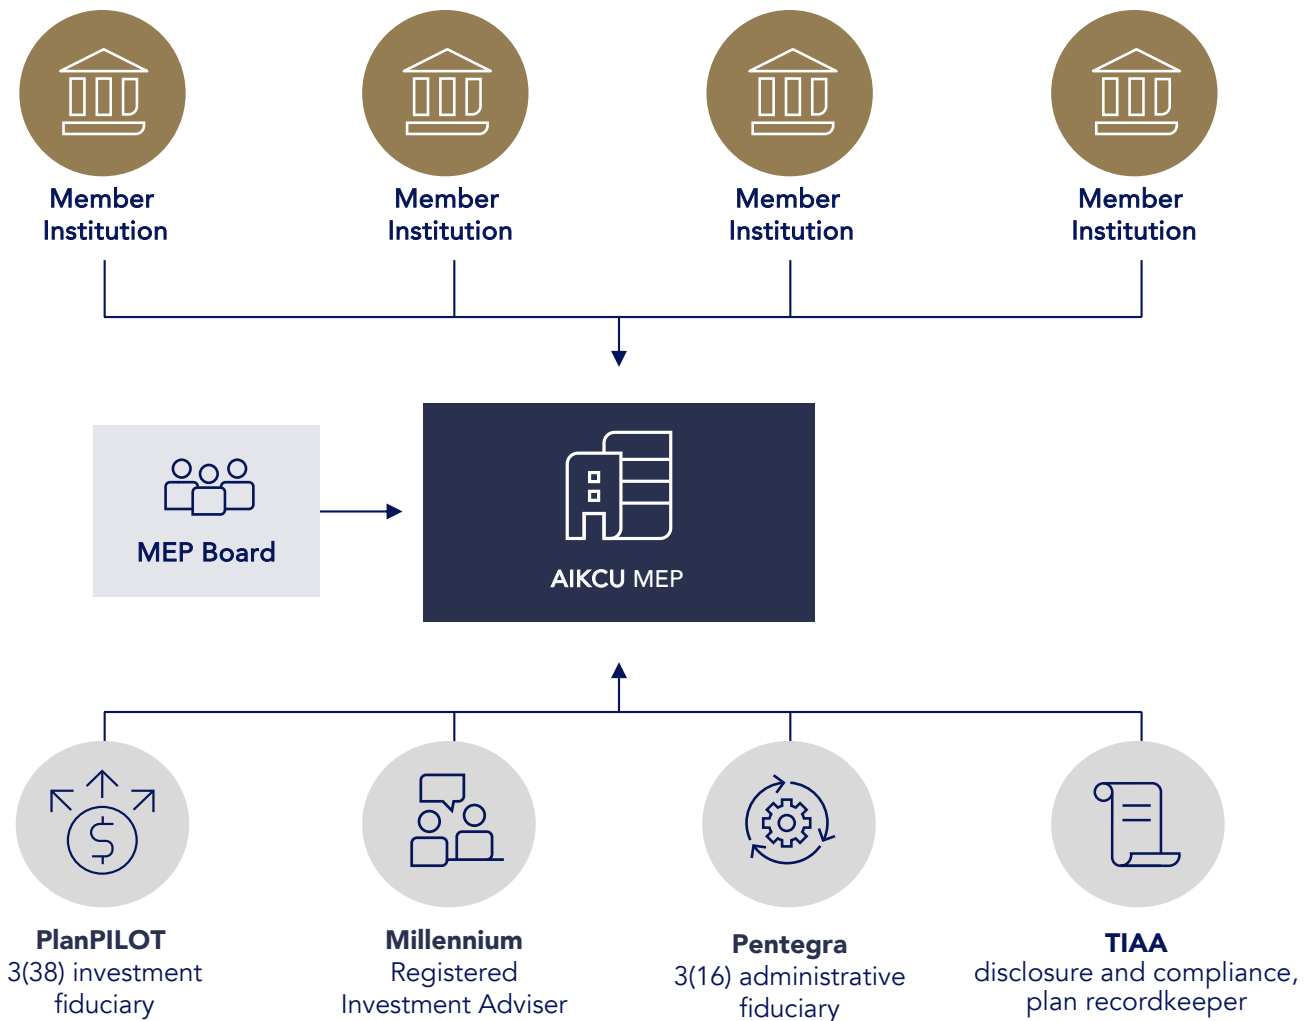 Member
Institution
Member
Institution
Member
Institution
Member
Institution
MEP Board
AIKCU MEP
PlanPILOT
3(38) investment
fiduciary
Millennium
Registered
Investment Adviser
Pentegra
3(16) administrative
fiduciary
TIAA
disclosure and compliance,
plan recordkeeper